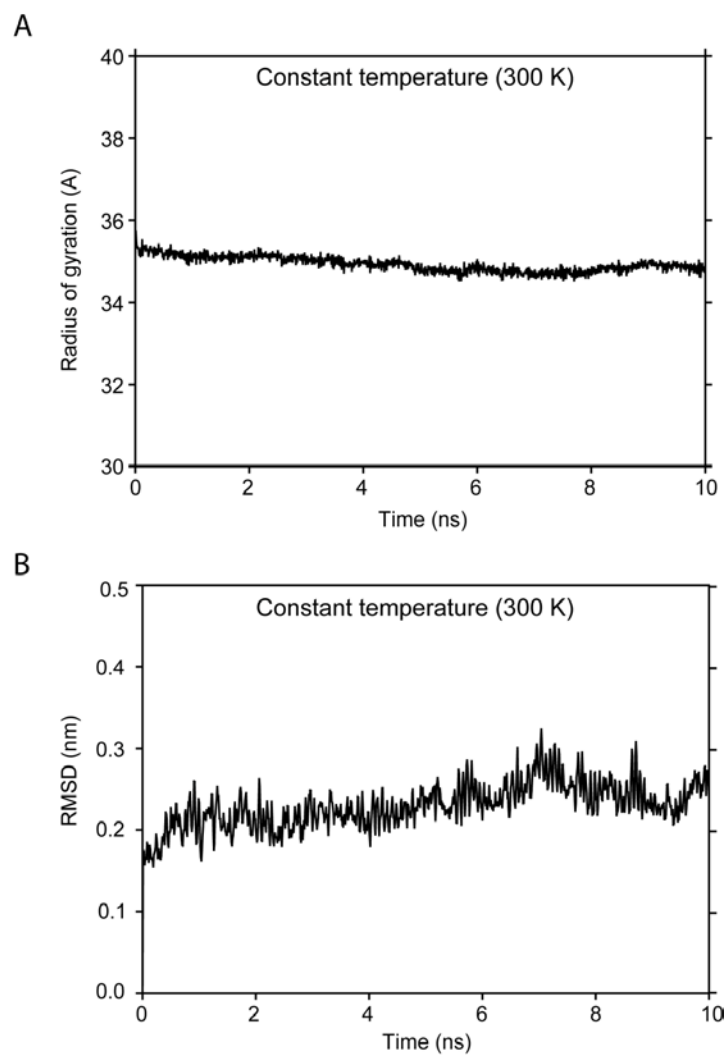 A
Constant temperature (300 K)
Radius of gyration (A)
40
38
36
34
32
30
0 2 4 6 8 10
Time (ns)
B
Constant temperature (300 K)
RMSD (nm)
0.5
0.4
0.3
0.2
0.1
0.0
0 2 4 6 8 10
Time (ns)